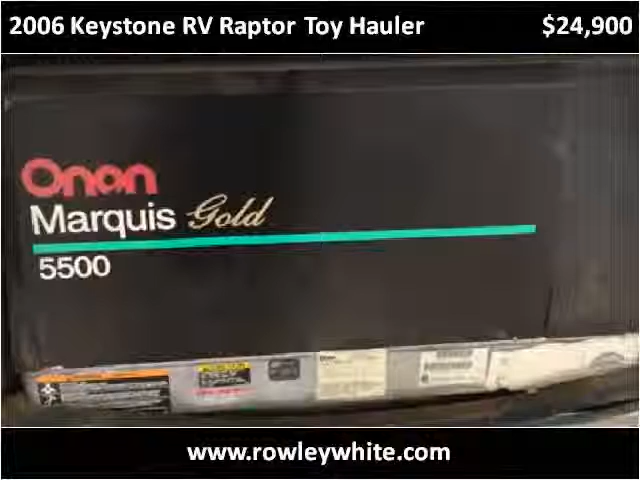 2006 Keystone RV Raptor Toy Hauler $24,900
Onan
Marquis Gold
5500
www.rowleywhite.com